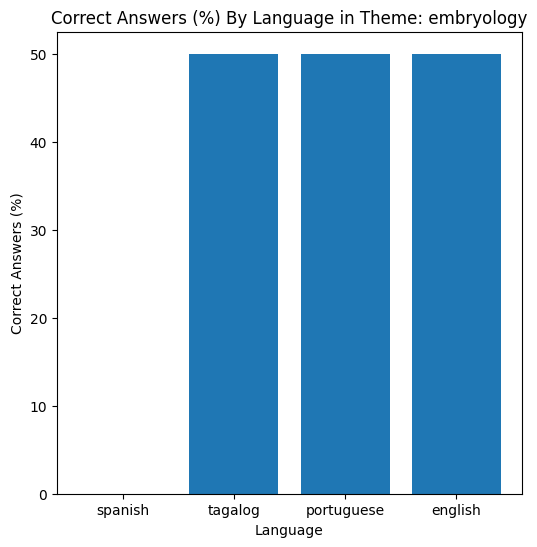 Correct Answers (%) By Language in Theme: embryology
50
40
30
20
10
0
Correct Answers (%)
spanish tagalog portuguese english
Language